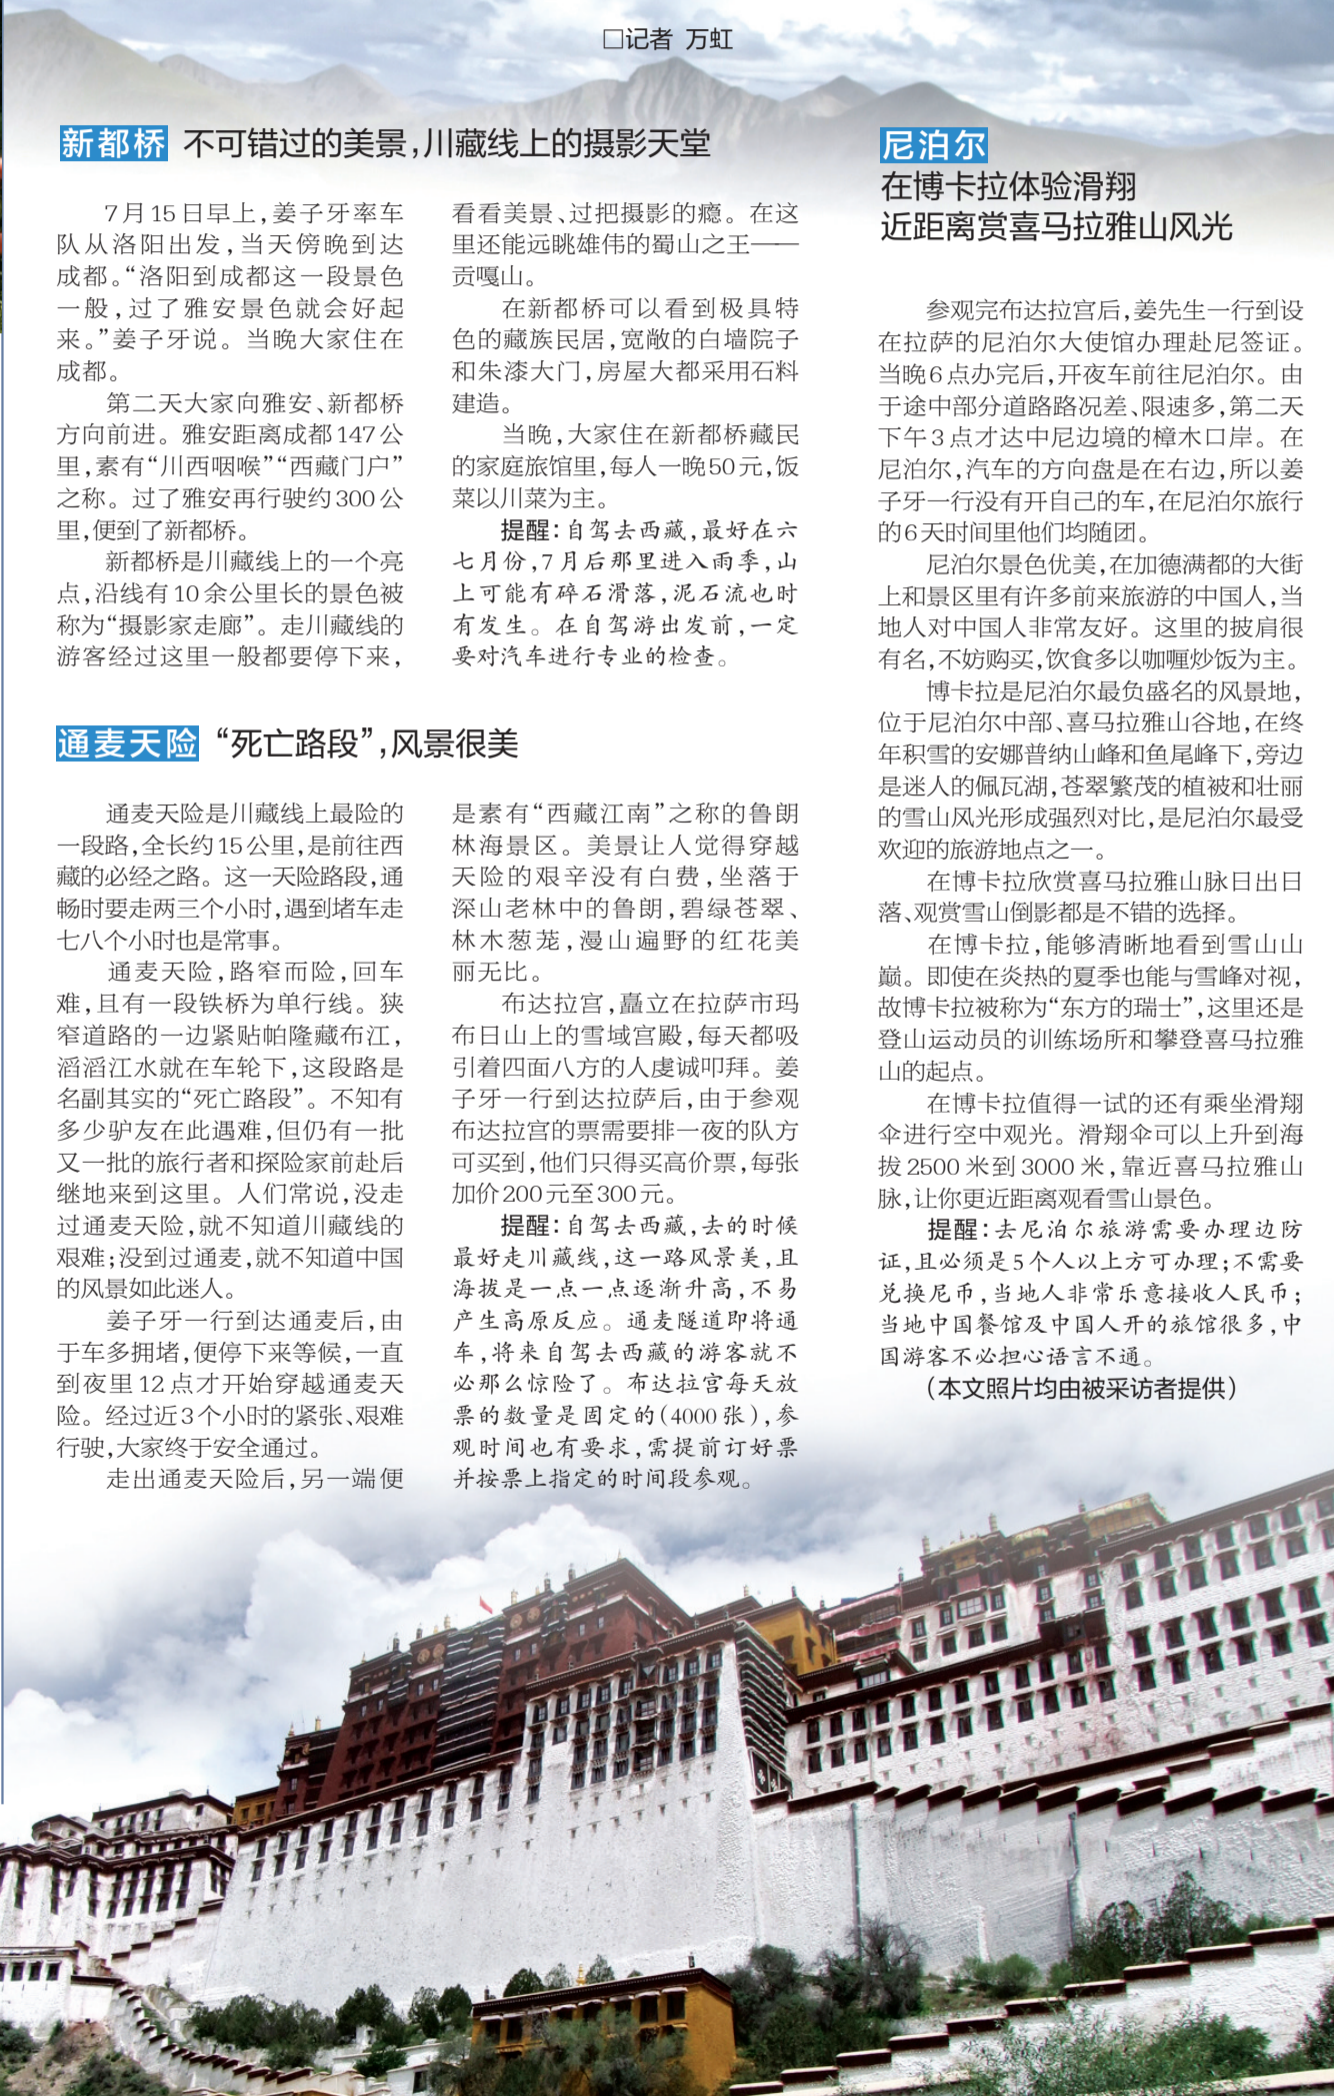 □记者 万虹
新都桥 不可错过的美景，川藏线上的摄影天堂
7月15日早上，姜子牙率车
队从洛阳出发，当天傍晚到达
成都。“洛阳到成都这一段景色
一般，过了雅安景色就会好起
来。”姜子牙说。当晚大家住在
成都。
第二天大家向雅安、新都桥
方向前进。雅安距离成都147公
里，素有“川西咽喉”“西藏门户”
之称。过了雅安再行驶约300公
里，便到了新都桥。
新都桥是川藏线上的一个亮
点，沿线有10余公里长的景色被
称为“摄影家走廊”。走川藏线的
游客经过这里一般都要停下来，
看看美景、过把摄影的瘾。在这
里还能远眺雄伟的蜀山之王——
贡嘎山。
在新都桥可以看到极具特
色的藏族民居，宽敞的白墙院子
和朱漆大门，房屋大都采用石料
建造。
当晚，大家住在新都桥藏民
的家庭旅馆里，每人一晚50元，饭
菜以川菜为主。
提醒：自驾去西藏，最好在六
七月份，7月后那里进入雨季，山
上可能有碎石滑落，泥石流也时
有发生。在自驾游出发前，一定
要对汽车进行专业的检查。
通麦天险 “死亡路段”，风景很美
通麦天险是川藏线上最险的
一段路，全长约15公里，是前往西
藏的必经之路。这一天险路段，通
畅时要走两三个小时，遇到堵车走
七八个小时也是常事。
通麦天险，路窄而险，回车
难，且有一段铁桥为单行线。狭
窄道路的一边紧贴帕隆藏布江，
滔滔江水就在车轮下，这段路是
名副其实的“死亡路段”。不知有
多少驴友在此遇难，但仍有一批
又一批的旅行者和探险家前赴后
继地来到这里。人们常说，没走
过通麦天险，就不知道川藏线的
艰难；没到过通麦，就不知道中国
的风景如此迷人。
姜子牙一行到达通麦后，由
于车多拥堵，便停下来等候，一直
到夜里12点才开始穿越通麦天
险。经过近3个小时的紧张、艰难
行驶，大家终于安全通过。
走出通麦天险后，另一端便
是素有“西藏江南”之称的鲁朗
林海景区。美景让人觉得穿越
天险的艰辛没有白费，坐落于
深山老林中的鲁朗，碧绿苍翠、
林木葱茏，漫山遍野的红花美
丽无比。
布达拉宫，矗立在拉萨市玛
布日山上的雪域宫殿，每天都吸
引着四面八方的人虔诚叩拜。姜
子牙一行到达拉萨后，由于参观
布达拉宫的票需要排一夜的队方
可买到，他们只得买高价票，每张
加价200元至300元。
提醒：自驾去西藏，去的时候
最好走川藏线，这一路风景美，且
海拔是一点一点逐渐升高，不易
产生高原反应。通麦隧道即将通
车，将来自驾去西藏的游客就不
必那么惊险了。布达拉宫每天放
票的数量是固定的（4000张），参
观时间也有要求，需提前订好票
并按票上指定的时间段参观。
尼泊尔
在博卡拉体验滑翔
近距离赏喜马拉雅山风光
参观完布达拉宫后，姜先生一行到设
在拉萨的尼泊尔大使馆办理赴尼签证。
当晚6点办完后，开夜车前往尼泊尔。由
于途中部分道路路况差、限速多，第二天
下午3点才达中尼边境的樟木口岸。在
尼泊尔，汽车的方向盘是在右边，所以姜
子牙一行没有开自己的车，在尼泊尔旅行
的6天时间里他们均随团。
尼泊尔景色优美，在加德满都的大街
上和景区里有许多前来旅游的中国人，当
地人对中国人非常友好。这里的披肩很
有名，不妨购买，饮食多以咖喱炒饭为主。
博卡拉是尼泊尔最负盛名的风景地，
位于尼泊尔中部、喜马拉雅山谷地，在终
年积雪的安娜普纳山峰和鱼尾峰下，旁边
是迷人的佩瓦湖，苍翠繁茂的植被和壮丽
的雪山风光形成强烈对比，是尼泊尔最受
欢迎的旅游地点之一。
在博卡拉欣赏喜马拉雅山脉日出日
落、观赏雪山倒影都是不错的选择。
在博卡拉，能够清晰地看到雪山山
巅。即使在炎热的夏季也能与雪峰对视，
故博卡拉被称为“东方的瑞士”，这里还是
登山运动员的训练场所和攀登喜马拉雅
山的起点。
在博卡拉值得一试的还有乘坐滑翔
伞进行空中观光。滑翔伞可以上升到海
拔2500米到3000米，靠近喜马拉雅山
脉，让你更近距离观看雪山景色。
提醒：去尼泊尔旅游需要办理边防
证，且必须是5个人以上方可办理；不需要
兑换尼币，当地人非常乐意接收人民币；
当地中国餐馆及中国人开的旅馆很多，中
国游客不必担心语言不通。
（本文照片均由被采访者提供）